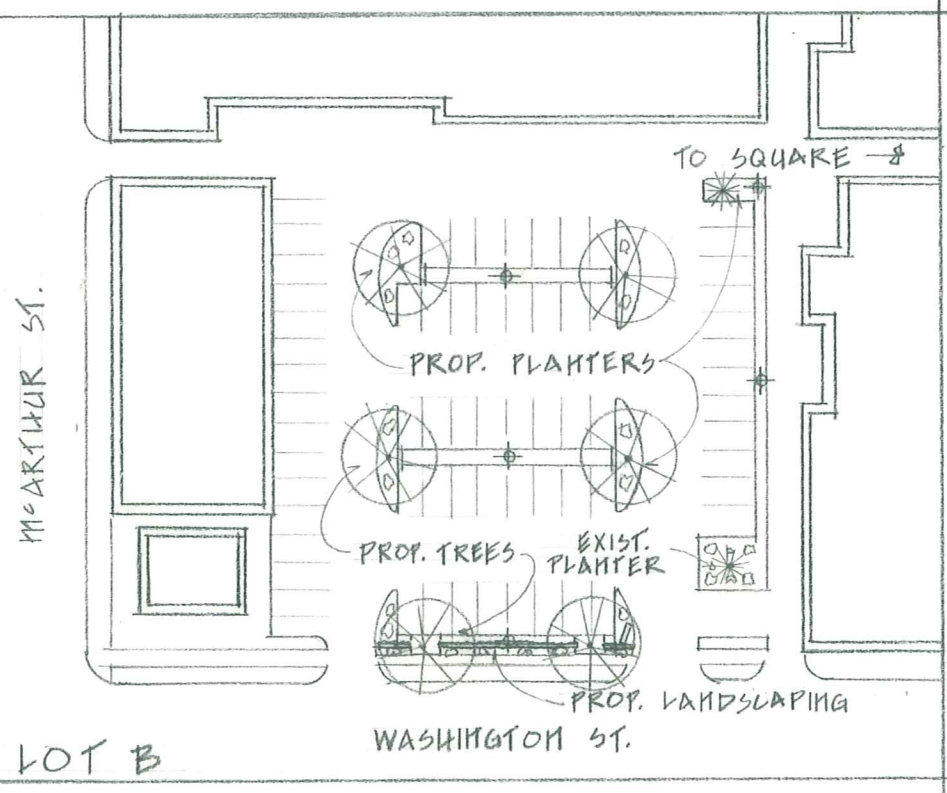 TO SQUARE
McARTHUR ST.
PROP. PLANTERS
PROP. TREES
EXIST.
PLANTER
PROP. LANDSCAPING
WASHINGTON ST.
LOT B